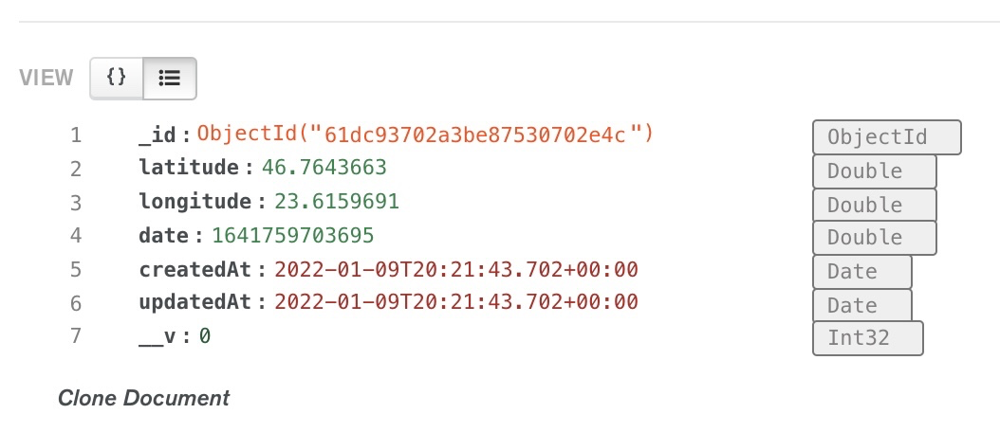 VIEW {} 
1 _id : ObjectId("61dc93702a3be87530702e4c") ObjectId
2 latitude : 46.7643663 Double
3 longitude : 23.6159691 Double
4 date : 1641759703695 Double
5 createdAt : 2022-01-09T20:21:43.702+00:00 Date
6 updatedAt : 2022-01-09T20:21:43.702+00:00 Date
7 __v : 0 Int32
Clone Document